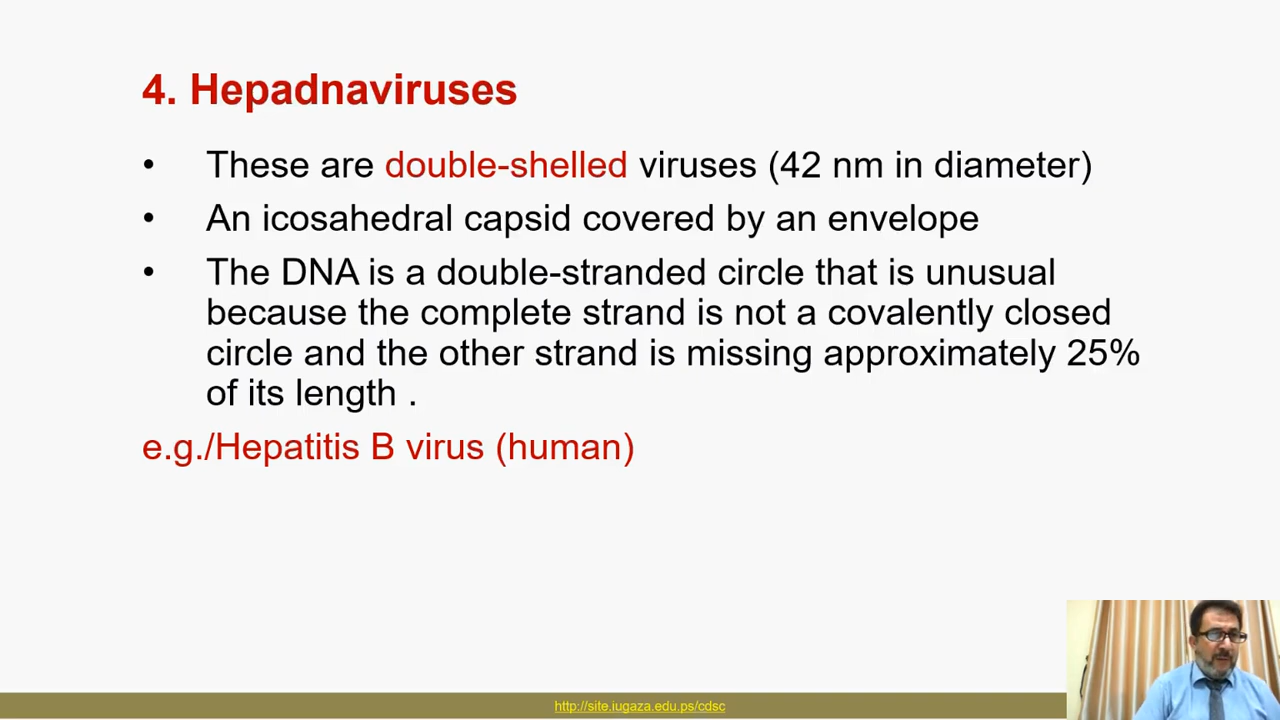 4. Hepadnaviruses
• These are double-shelled viruses (42 nm in diameter)
• An icosahedral capsid covered by an envelope
• The DNA is a double-stranded circle that is unusual
because the complete strand is not a covalently closed
circle and the other strand is missing approximately 25%
of its length .
e.g./Hepatitis B virus (human)
http://site.iugaza.edu.ps/cdsc